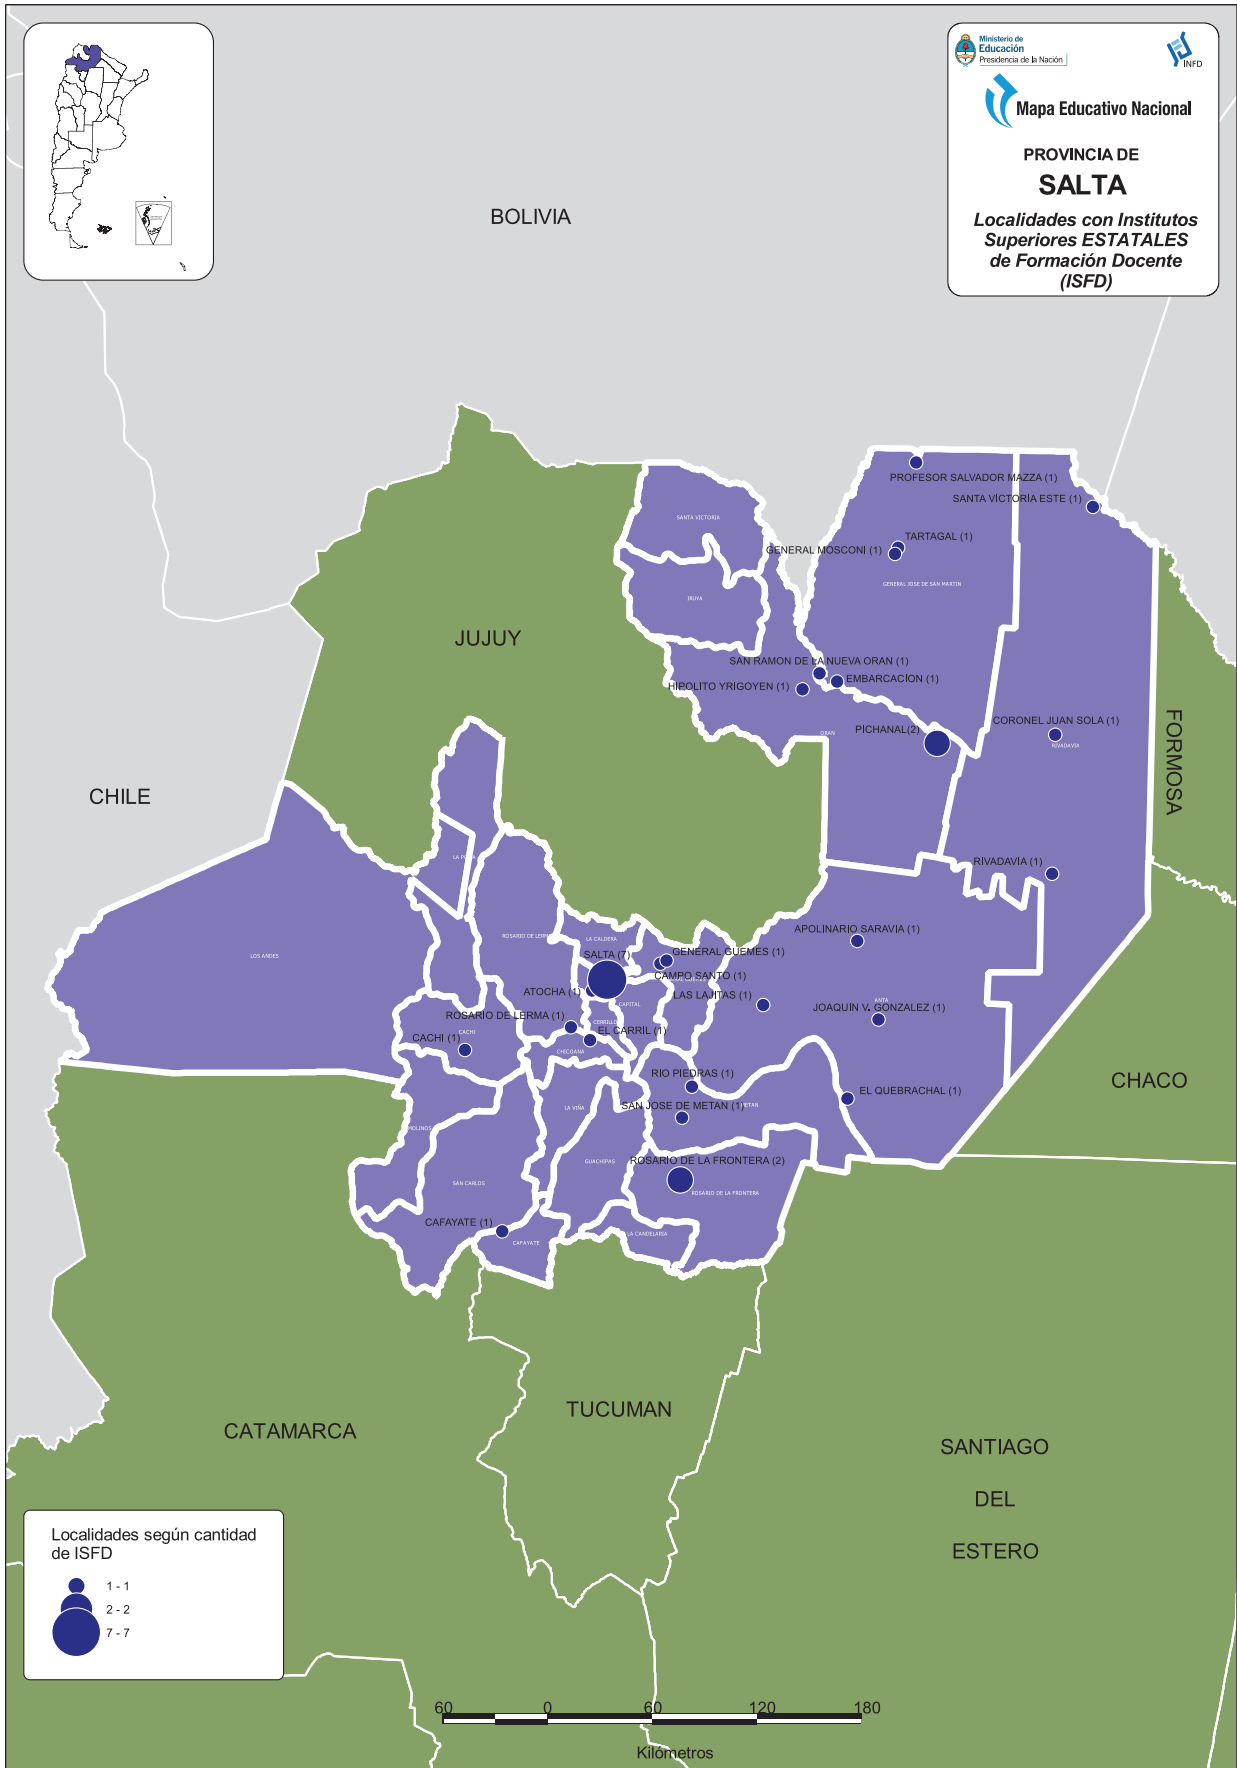 Ministerio de
Educación
Presidencia de la Nación
INFD
Mapa Educativo Nacional
PROVINCIA DE
SALTA
Localidades con Institutos
Superiores ESTATALES
de Formación Docente
(ISFD)
BOLIVIA
PROFESOR SALVADOR MAZZA (1)
SANTA VICTORIA ESTE (1)
SANTA VICTORIA
TARTAGAL (1)
GENERAL MOSCONI (1)
GENERAL JOSE DE SAN MARTIN
IRUYA
JUJUY
SAN RAMON DE LA NUEVA ORAN (1)
EMBARCACION (1)
HIPOLITO YRIGOYEN (1)
CORONEL JUAN SOLA (1)
PICHANAL(2)
ORAN
RIVADAVIA
FORMOSA
CHILE
LA POMA
RIVADAVIA (1)
APOLINARIO SARAVIA (1)
ROSARIO DE LERMA
LA CALDERA
SALTA (7)
GENERAL GUEMES (1)
LOS ANDES
CAMPO SANTO (1)
ATOCHA (1)
LAS LAJITAS (1)
CAPITAL
ANTA
JOAQUÍN V. GONZALEZ (1)
ROSARIO DE LERMA (1)
CERRILLOS
EL CARRIL (1)
CACHI
CACHI (1)
CHICOANA
RIO PIEDRAS (1)
CHACO
EL QUEBRACHAL (1)
LA VIÑA
SAN JOSE DE METAN (1)
METAN
MOLINOS
GUACHIPAS
ROSARIO DE LA FRONTERA (2)
SAN CARLOS
ROSARIO DE LA FRONTERA
CAFAYATE (1)
LA CANDELARIA
CAFAYATE
TUCUMAN
CATAMARCA
SANTIAGO
DEL
ESTERO
Localidades según cantidad
de ISFD
1 - 1
2 - 2
7 - 7
60 0 60 120 180
Kilómetros